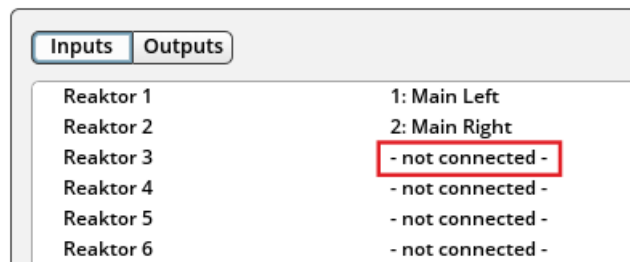 Inputs Outputs
Reaktor 1 1: Main Left
Reaktor 2 2: Main Right
Reaktor 3 - not connected -
Reaktor 4 - not connected -
Reaktor 5 - not connected -
Reaktor 6 - not connected -